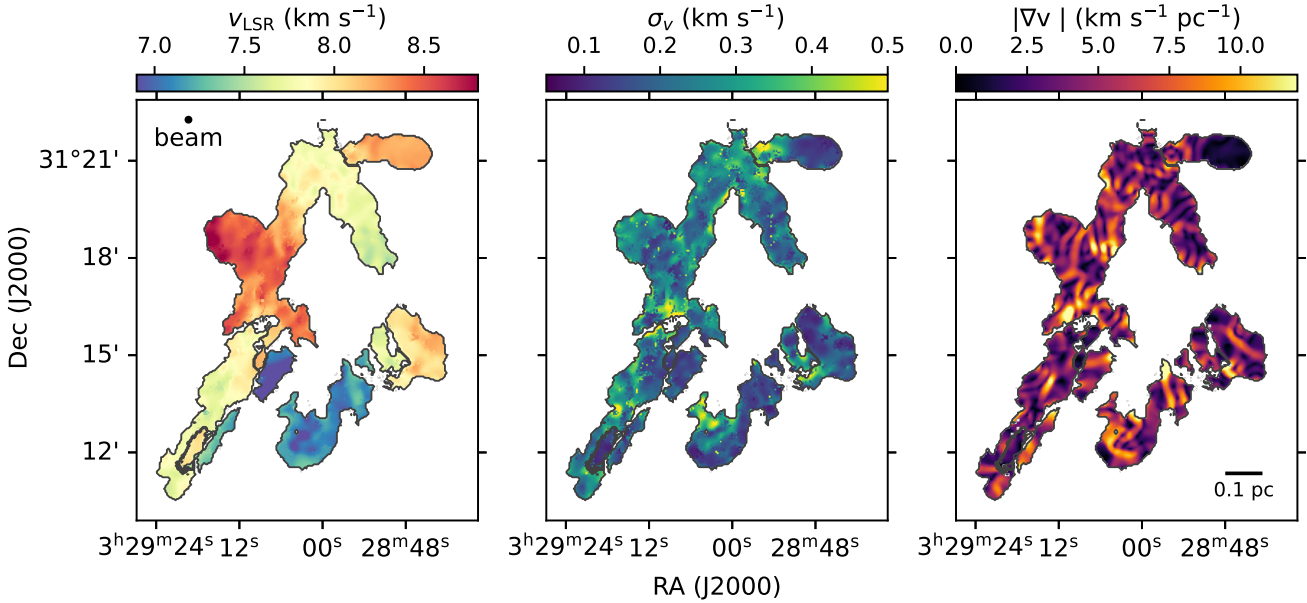 v_LSR (km s⁻¹)
7.0 7.5 8.0 8.5
σ_v (km s⁻¹)
0.1 0.2 0.3 0.4 0.5
|∇v | (km s⁻¹ pc⁻¹)
0.0 2.5 5.0 7.5 10.0
beam
Dec (J2000)
31°21'
18'
15'
12'
0.1 pc
3ʰ29ᵐ24ˢ 12ˢ 00ˢ 28ᵐ48ˢ
3ʰ29ᵐ24ˢ 12ˢ 00ˢ 28ᵐ48ˢ
3ʰ29ᵐ24ˢ 12ˢ 00ˢ 28ᵐ48ˢ
RA (J2000)